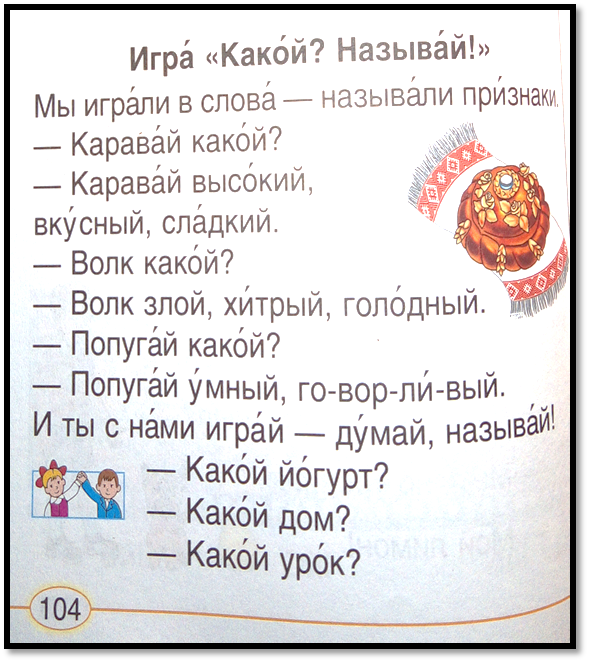 Игра́ «Како́й? Называ́й!»
Мы игра́ли в слова́ — называ́ли при́знаки.
— Карава́й како́й?
— Карава́й высо́кий,
вку́сный, сла́дкий.
— Волк како́й?
— Волк злой, хи́трый, голо́дный.
— Попуга́й како́й?
— Попуга́й у́мный, го-вор-ли́-вый.
И ты с на́ми игра́й — ду́май, называ́й!
— Како́й йо́гурт?
— Како́й дом?
— Како́й уро́к?
104